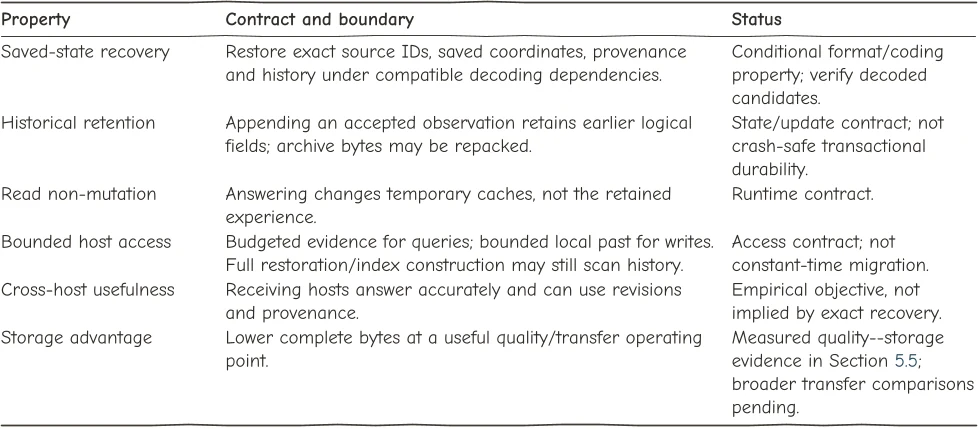 Property Contract and boundary Status
Saved-state recovery Restore exact source IDs, saved coordinates, provenance Conditional format/coding
and history under compatible decoding dependencies. property; verify decoded
candidates.
Historical retention Appending an accepted observation retains earlier logical State/update contract; not
fields; archive bytes may be repacked. crash-safe transactional
durability.
Read non-mutation Answering changes temporary caches, not the retained Runtime contract.
experience.
Bounded host access Budgeted evidence for queries; bounded local past for writes. Access contract; not
Full restoration/index construction may still scan history. constant-time migration.
Cross-host usefulness Receiving hosts answer accurately and can use revisions Empirical objective, not
and provenance. implied by exact recovery.
Storage advantage Lower complete bytes at a useful quality/transfer operating Measured quality--storage
point. evidence in Section 5.5;
broader transfer comparisons
pending.